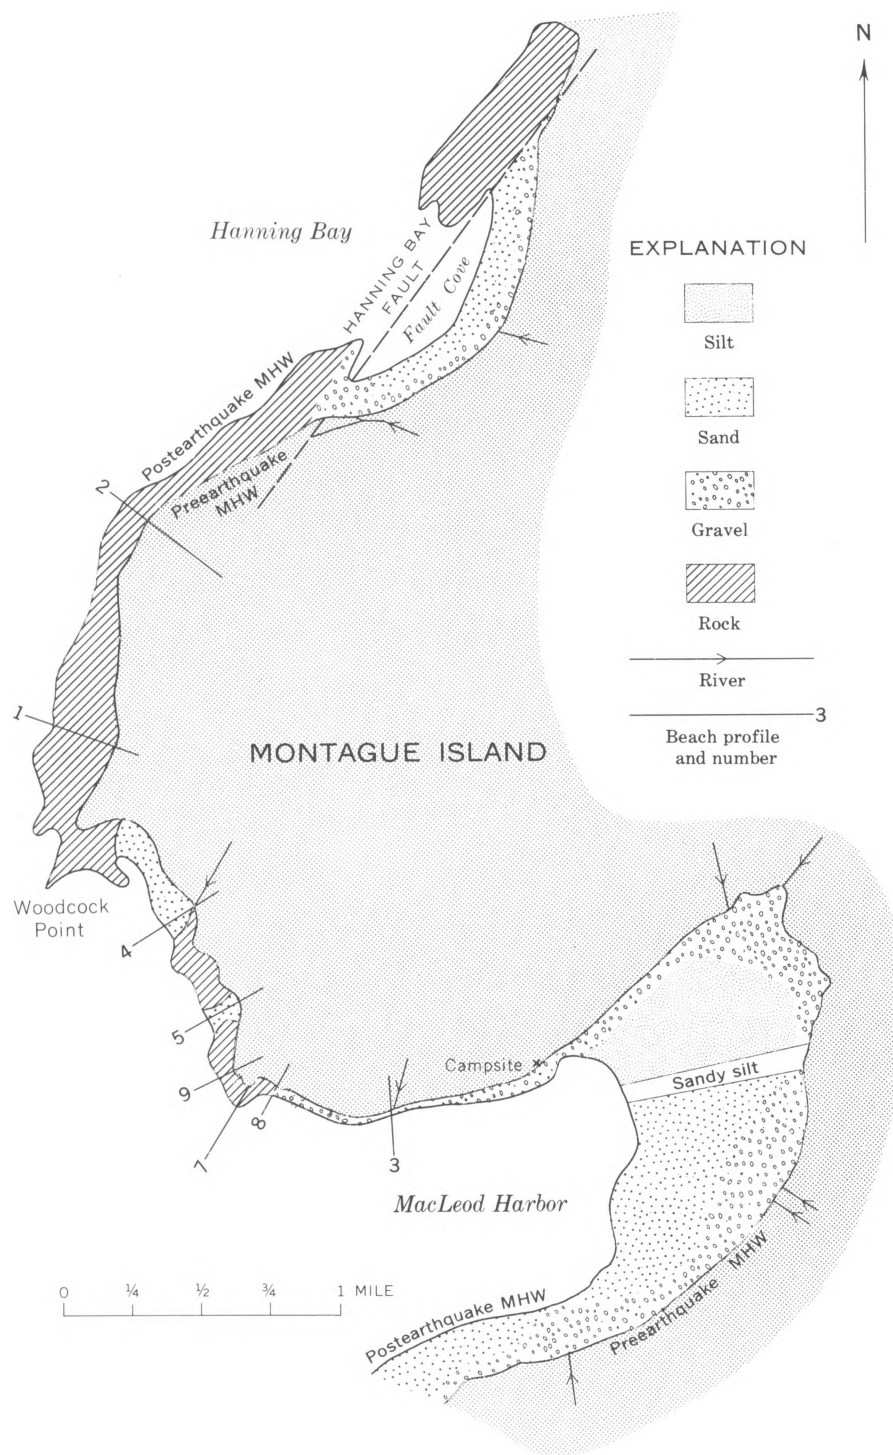 N
Hanning Bay
HANNING BAY
FAULT
Fault Cove
EXPLANATION
Silt
Sand
Gravel
Rock
River
3
Beach profile
and number
Postearthquake MHW
Preearthquake
MHW
2
1
MONTAGUE ISLAND
Woodcock
Point
4
5
9
7
8
3
Campsite x
Sandy silt
MacLeod Harbor
0 1/4 1/2 3/4 1 MILE
Postearthquake MHW
Preearthquake MHW